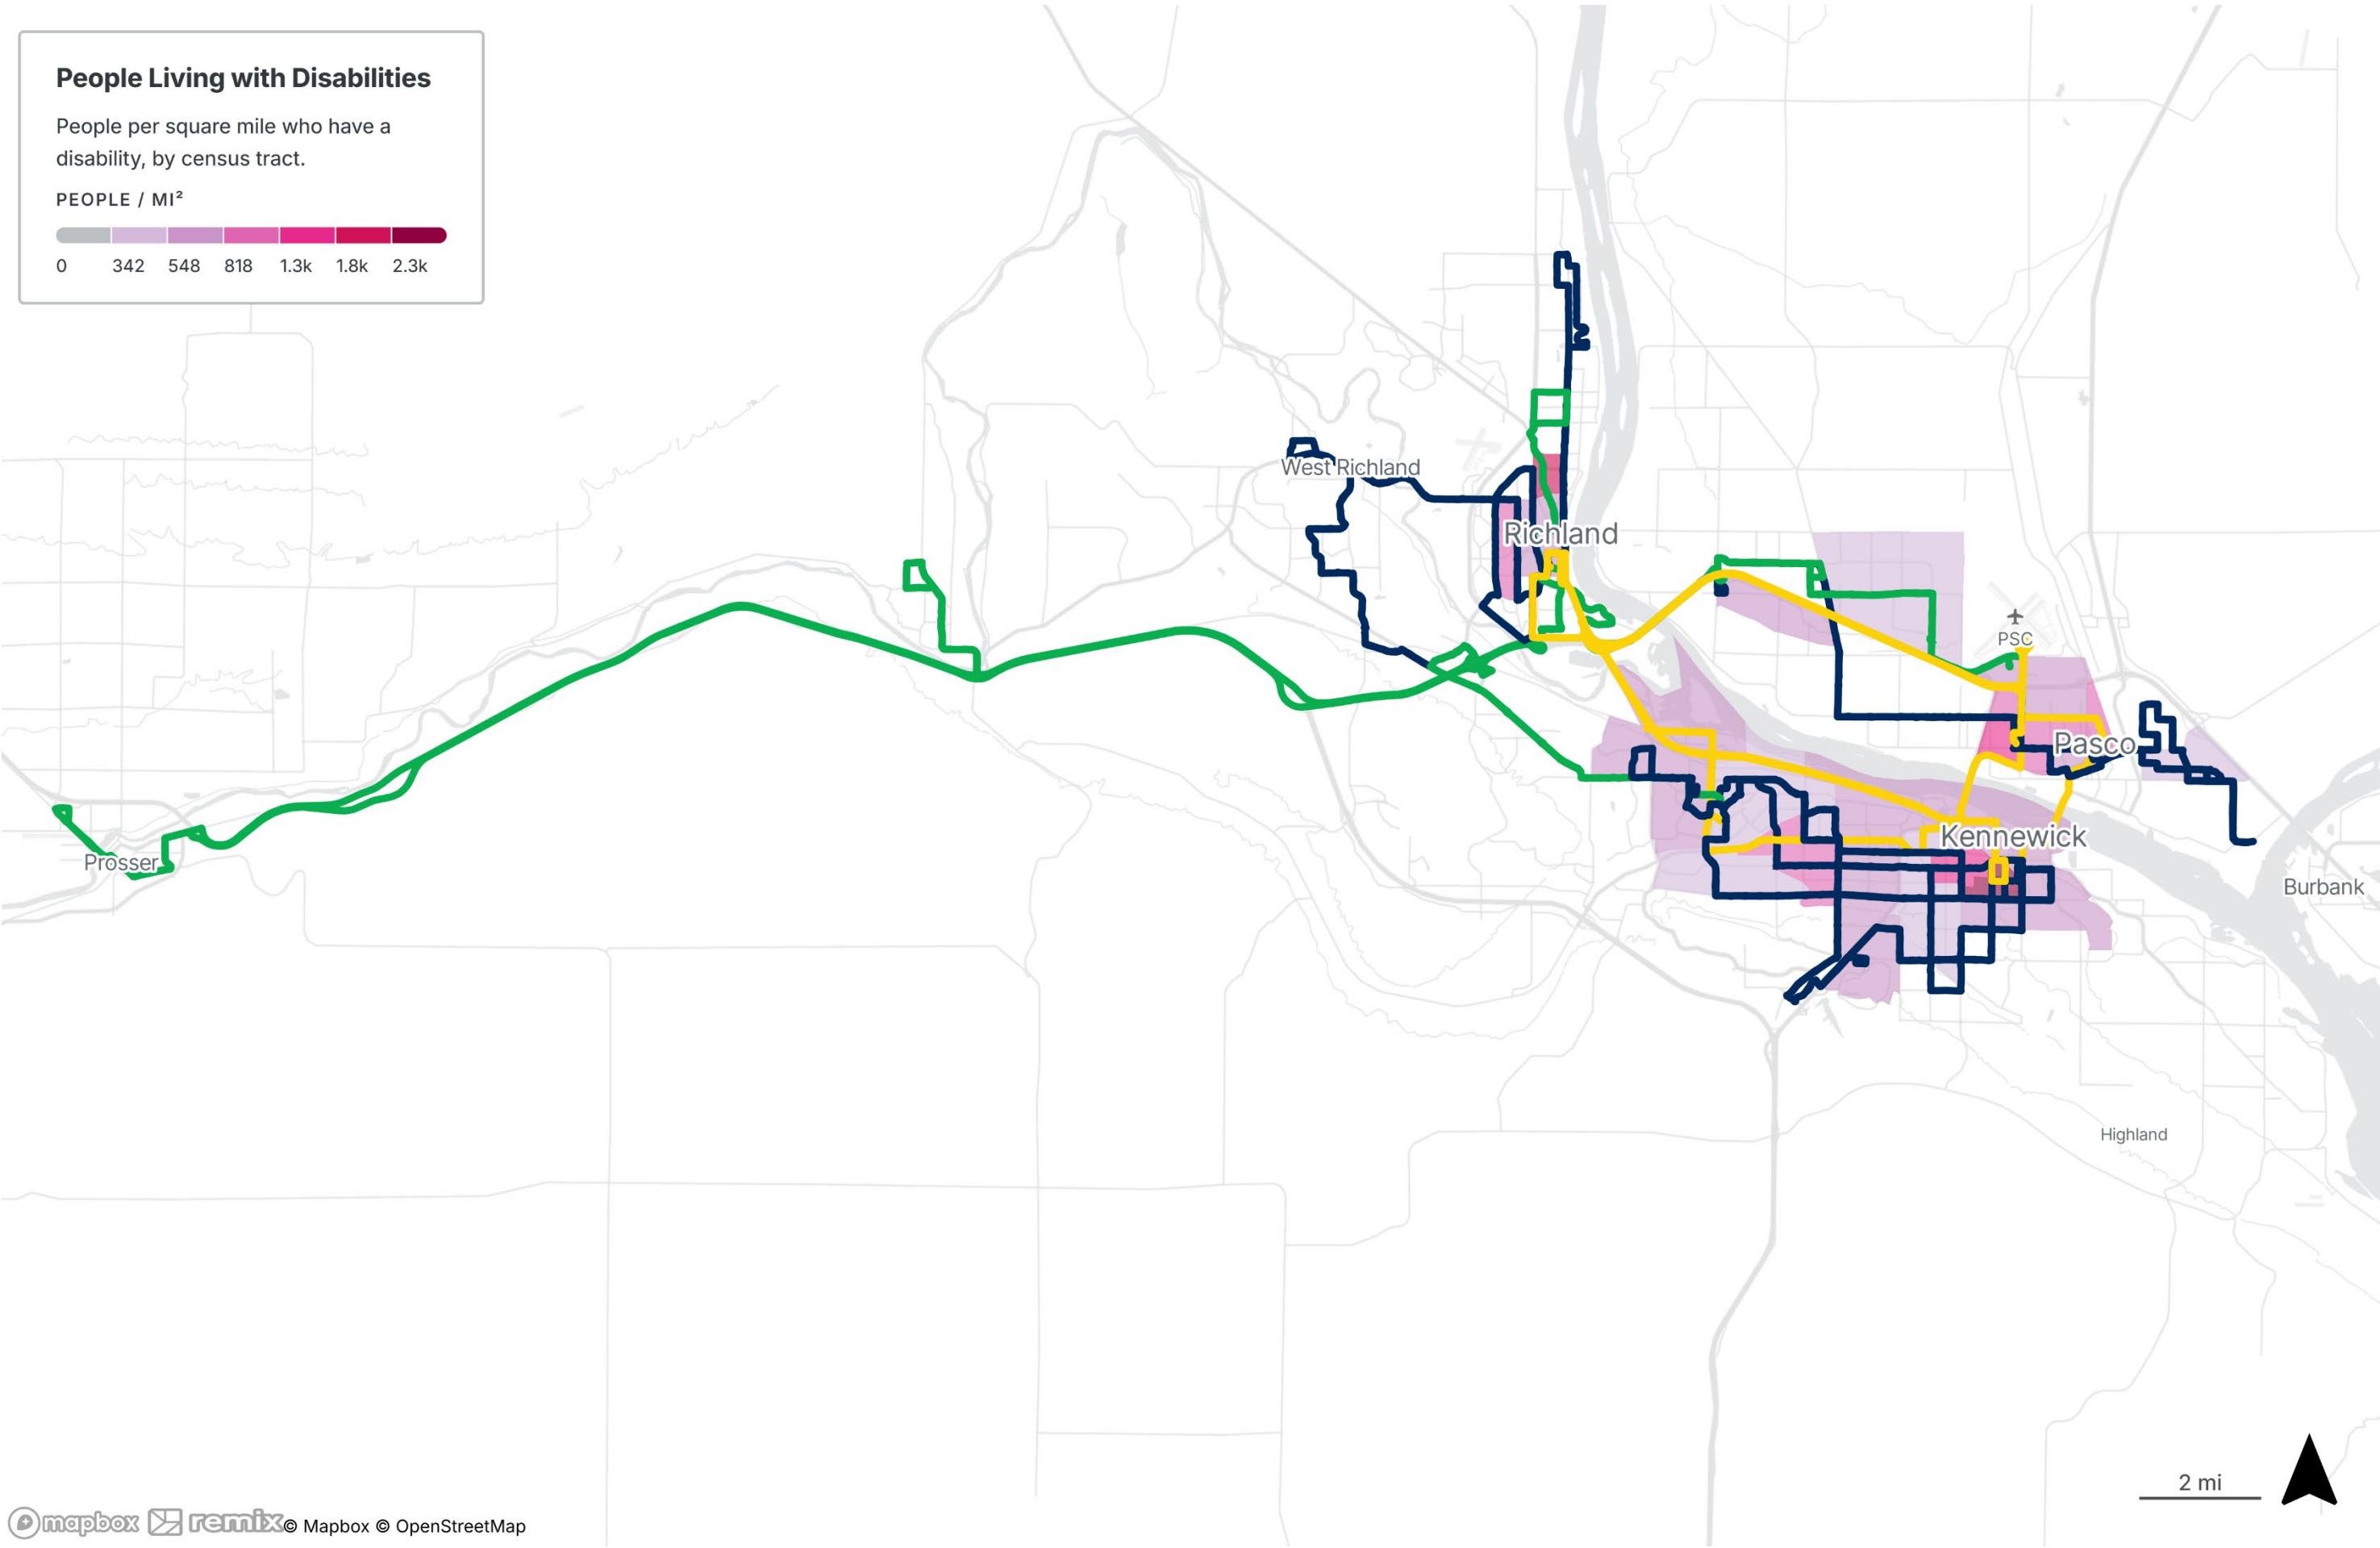 People Living with Disabilities
People per square mile who have a
disability, by census tract.
PEOPLE / MI²
0 342 548 818 1.3k 1.8k 2.3k
West Richland
Richland
PSC
Pasco
Kennewick
Prosser
Burbank
Highland
2 mi
mapbox remix © Mapbox © OpenStreetMap